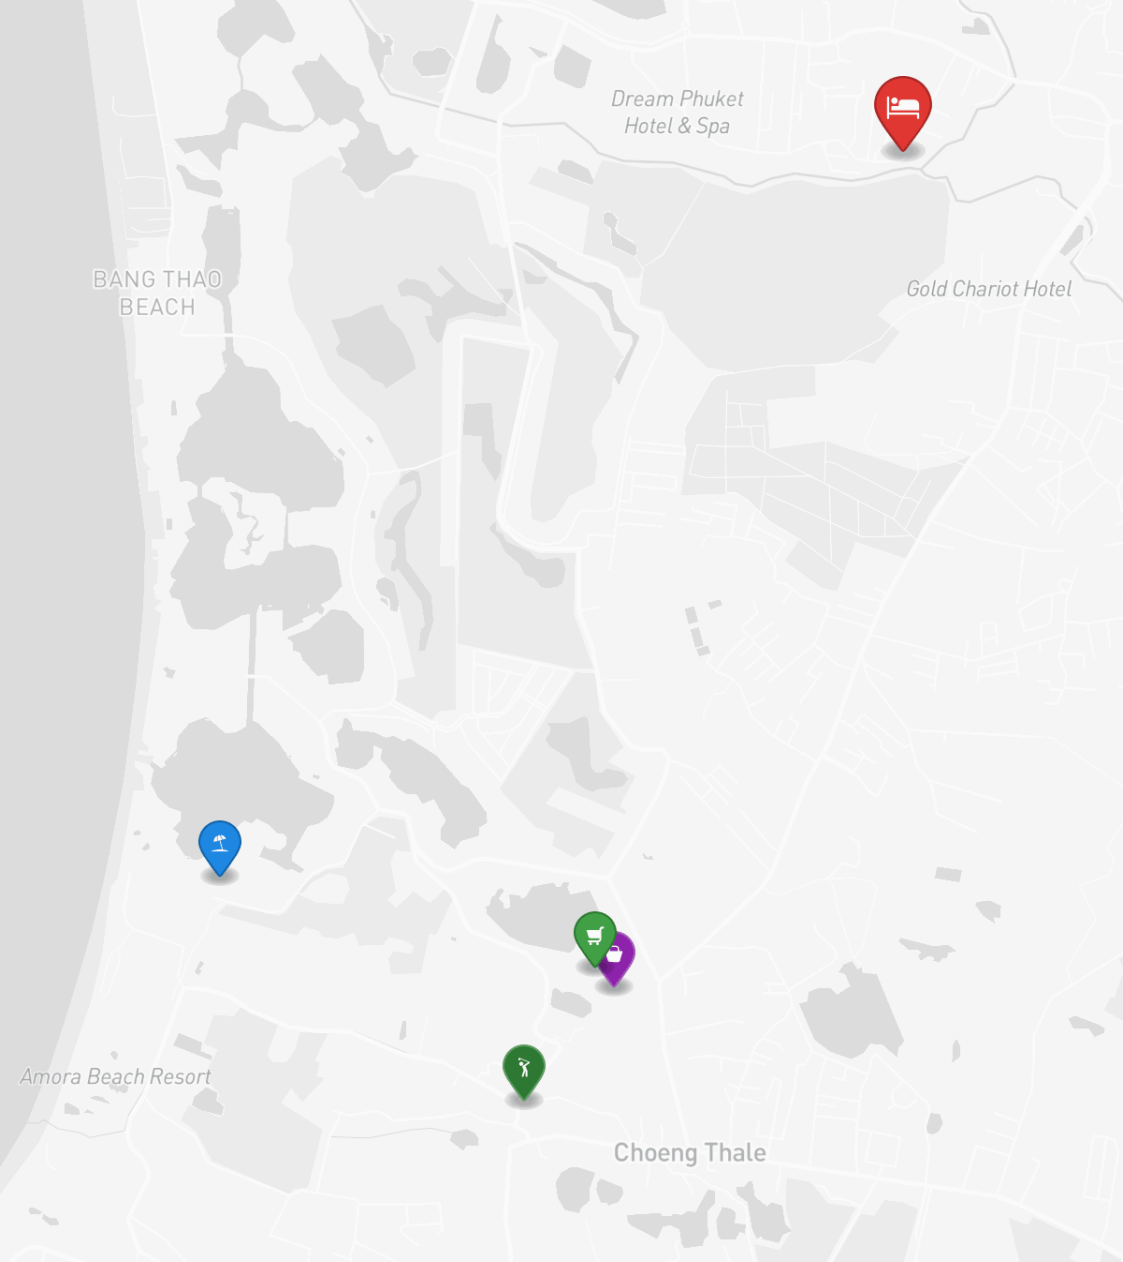 Dream Phuket
Hotel & Spa
BANG THAO
BEACH
Gold Chariot Hotel
Amora Beach Resort
Choeng Thale